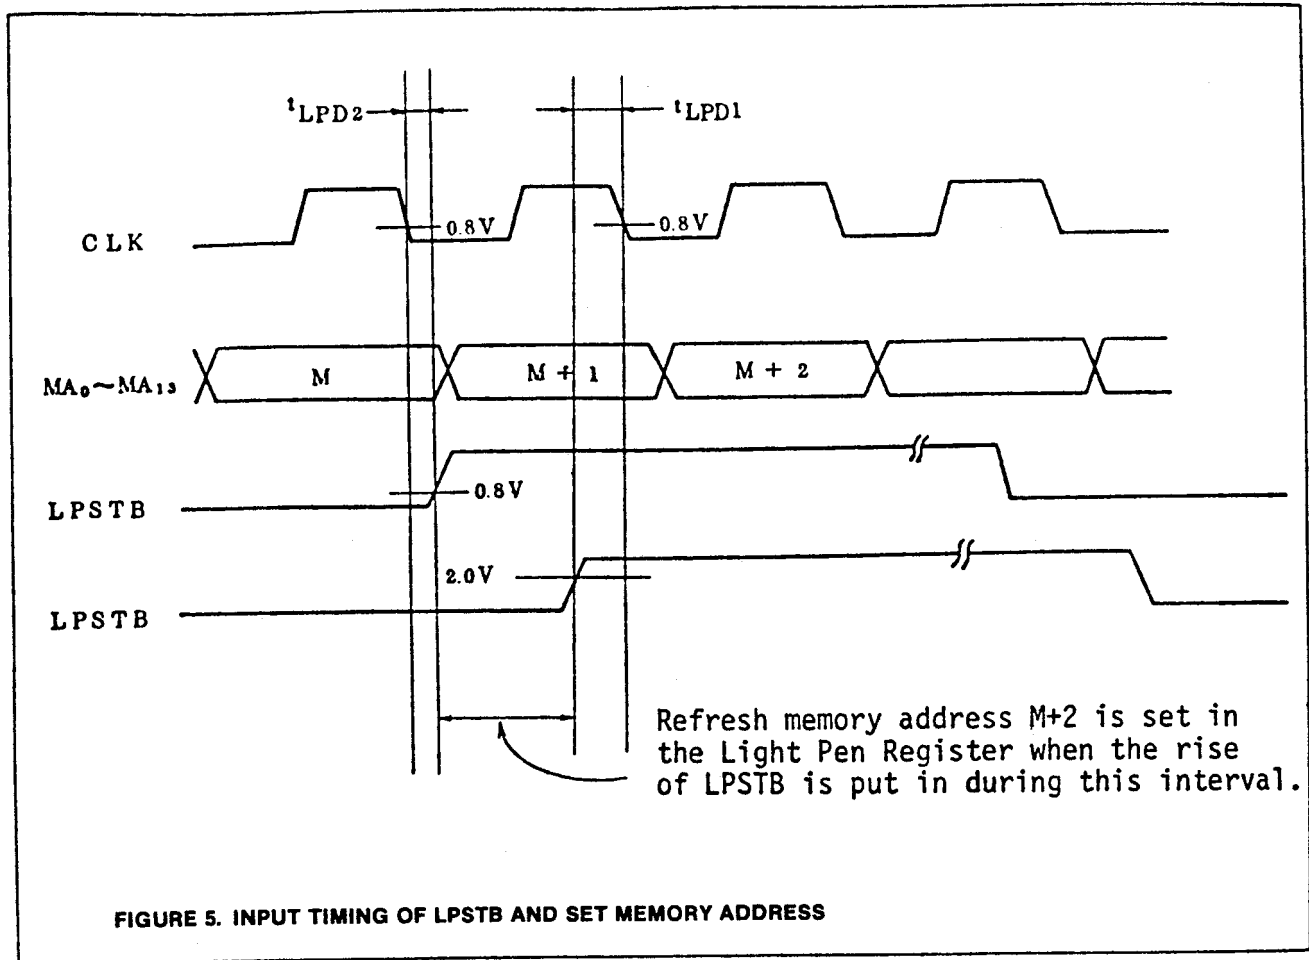 tLPD2
tLPD1
CLK
0.8V
0.8V
MA₀~MA₁₃
M
M + 1
M + 2
LPSTB
0.8V
LPSTB
2.0V
Refresh memory address M+2 is set in
the Light Pen Register when the rise
of LPSTB is put in during this interval.
FIGURE 5. INPUT TIMING OF LPSTB AND SET MEMORY ADDRESS